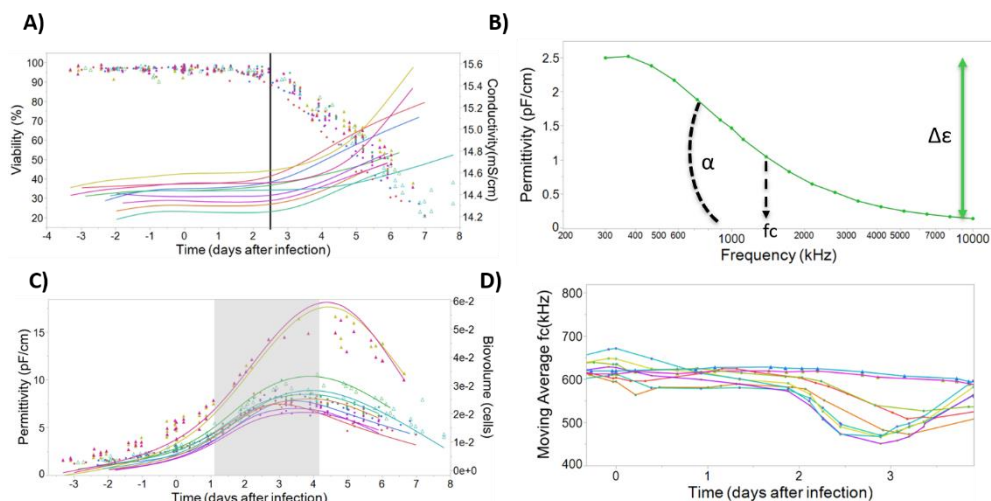 A)
Viability (%)
100
90
80
70
60
50
40
30
20
15.6
15.4
15.2
15.0
14.8
14.6
14.4
14.2
Conductivity(mS/cm)
-4 -3 -2 -1 0 1 2 3 4 5 6 7 8
Time (days after infection)
B)
Permittivity (pF/cm)
2.5
2
1.5
1
0.5
0
α
fc
Δε
200 300 400 500 600 1000 2000 3000 4000 5000 7000 10000
Frequency (kHz)
C)
Permittivity (pF/cm)
15
10
5
0
6e-2
5e-2
4e-2
3e-2
2e-2
1e-2
0e+0
Biovolume (cells)
-3 -2 -1 0 1 2 3 4 5 6 7 8
Time (days after infection)
D)
Moving Average fc(kHz)
800
700
600
500
400
0 1 2 3
Time (days after infection)